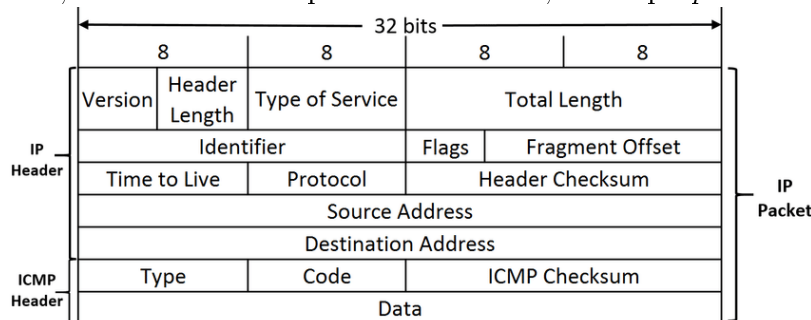 32 bits
8 8 8 8
Version Header Length Type of Service Total Length
IP Header
Identifier Flags Fragment Offset
Time to Live Protocol Header Checksum
IP Packet
Source Address
Destination Address
ICMP Header
Type Code ICMP Checksum
Data